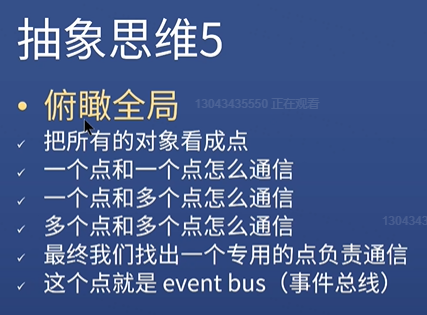 抽象思维5
• 俯瞰全局
13043435550 正在观看
✓ 把所有的对象看成点
✓ 一个点和一个点怎么通信
✓ 一个点和多个点怎么通信
✓ 多个点和多个点怎么通信
130434
✓ 最终我们找出一个专用的点负责通信
✓ 这个点就是 event bus（事件总线）